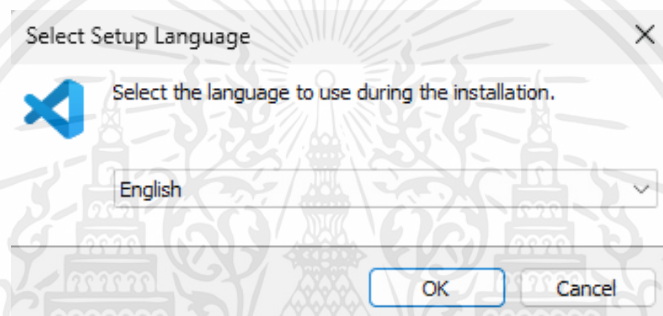 Select Setup Language
Select the language to use during the installation.
English
OK
Cancel